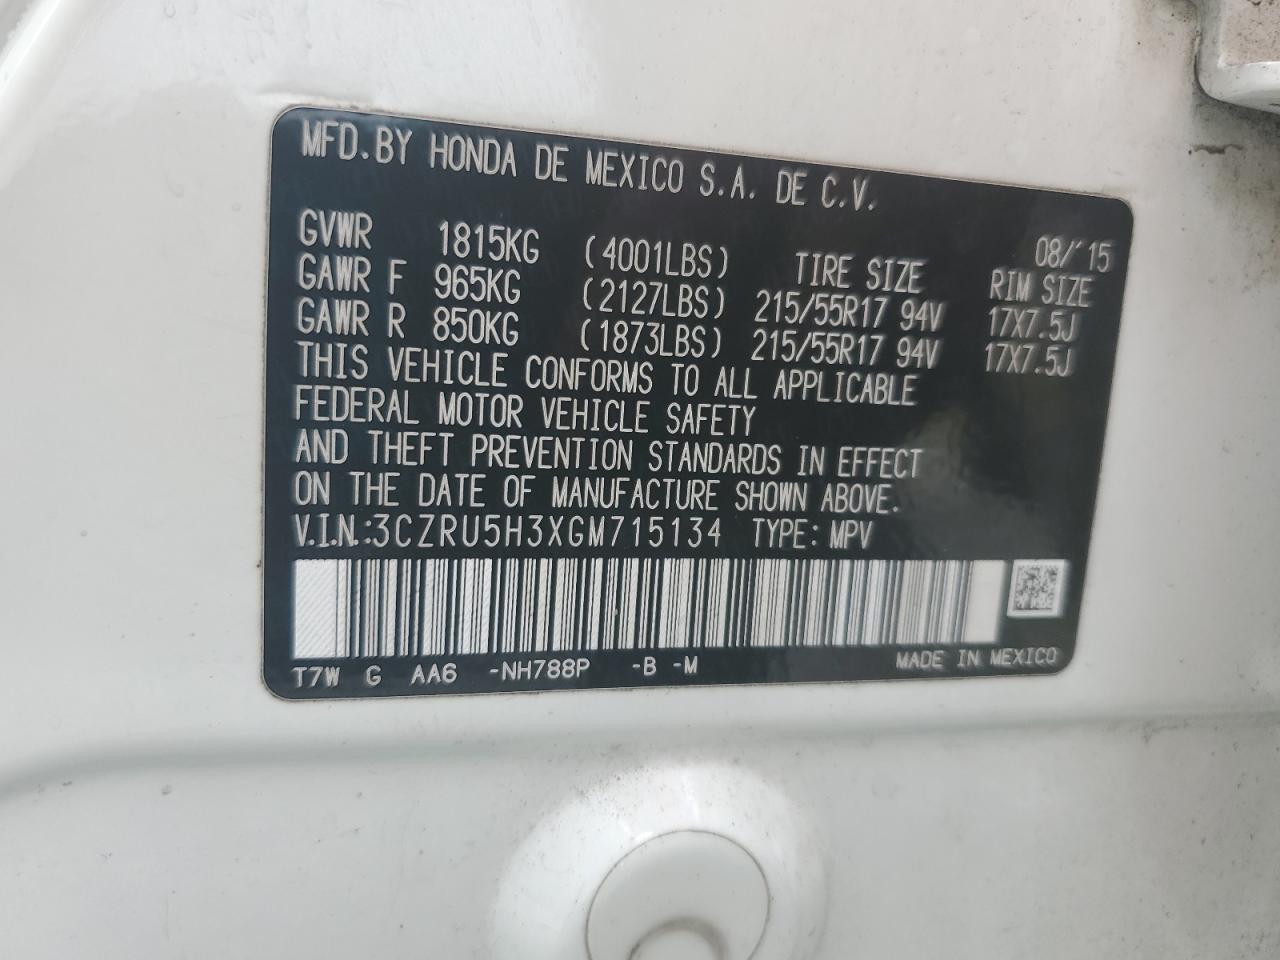 MFD.BY HONDA DE MEXICO S.A. DE C.V.
08/'15
GVWR 1815KG (4001LBS) TIRE SIZE RIM SIZE
GAWR F 965KG (2127LBS) 215/55R17 94V 17X7.5J
GAWR R 850KG (1873LBS) 215/55R17 94V 17X7.5J
THIS VEHICLE CONFORMS TO ALL APPLICABLE
FEDERAL MOTOR VEHICLE SAFETY
AND THEFT PREVENTION STANDARDS IN EFFECT
ON THE DATE OF MANUFACTURE SHOWN ABOVE.
V.I.N.:3CZRU5H3XGM715134 TYPE: MPV
T7W G AA6 -NH788P -B -M MADE IN MEXICO